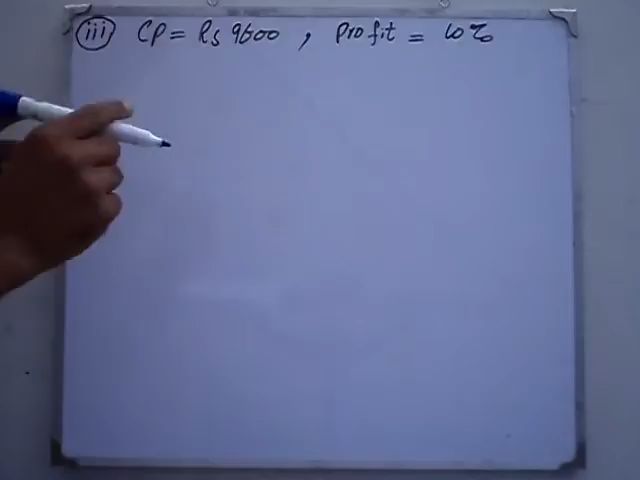 (iii) CP = Rs 9600 , Profit = 10%